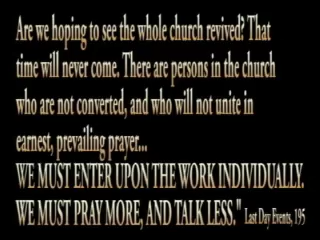 Are we hoping to see the whole church revived? That
time will never come. There are persons in the church
who are not converted, and who will not unite in
earnest, prevailing prayer...
WE MUST ENTER UPON THE WORK INDIVIDUALLY.
WE MUST PRAY MORE, AND TALK LESS." Last Day Events, 195